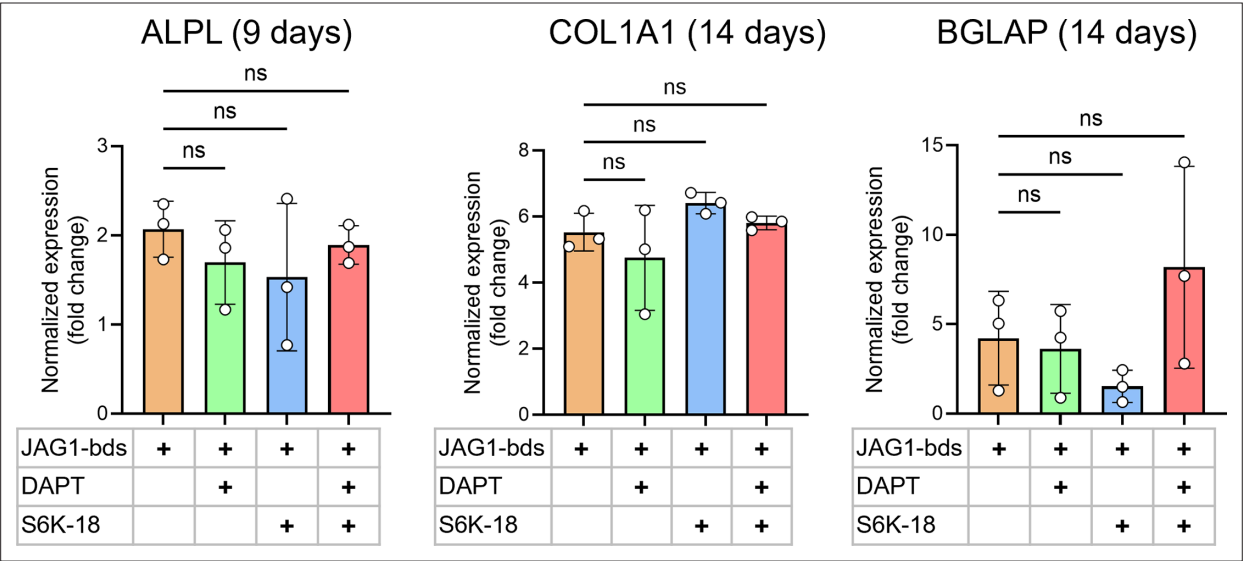 ALPL (9 days)
ns
ns
ns
Normalized expression
(fold change)
3
2
1
0
JAG1-bds + + + +
DAPT + +
S6K-18 + +
COL1A1 (14 days)
ns
ns
ns
Normalized expression
(fold change)
8
6
4
2
0
JAG1-bds + + + +
DAPT + +
S6K-18 + +
BGLAP (14 days)
ns
ns
ns
Normalized expression
(fold change)
15
10
5
0
JAG1-bds + + + +
DAPT + +
S6K-18 + +